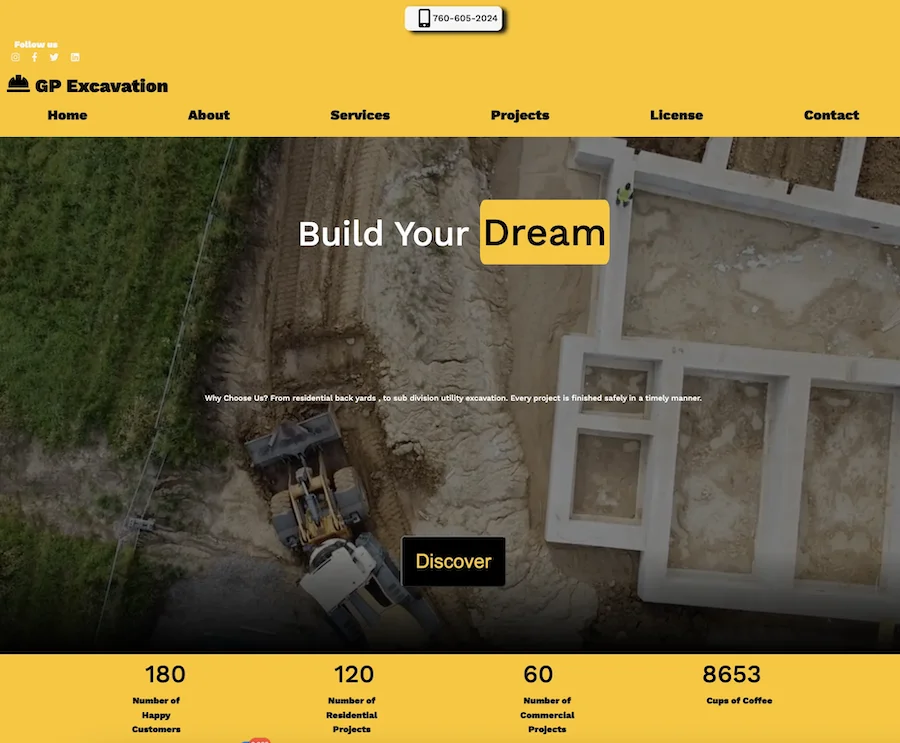 760-605-2024
Follow us
GP Excavation
Home About Services Projects License Contact
Build Your Dream
Why Choose Us? From residential back yards , to sub division utility excavation. Every project is finished safely in a timely manner.
Discover
180 120 60 8653
Number of Happy Customers
Number of Residential Projects
Number of Commercial Projects
Cups of Coffee